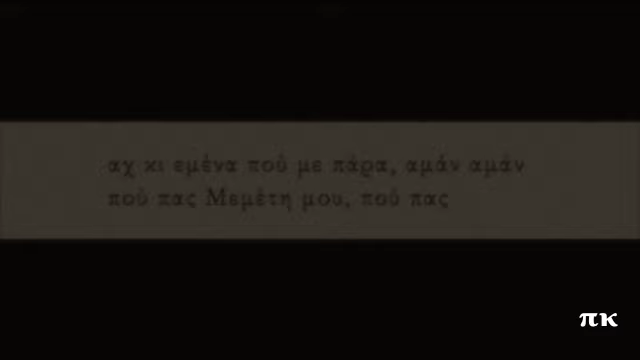 αχ κι εμένα πού με πάρα, αμάν αμάν
πού πας Μεμέτη μου, πού πας
πκ